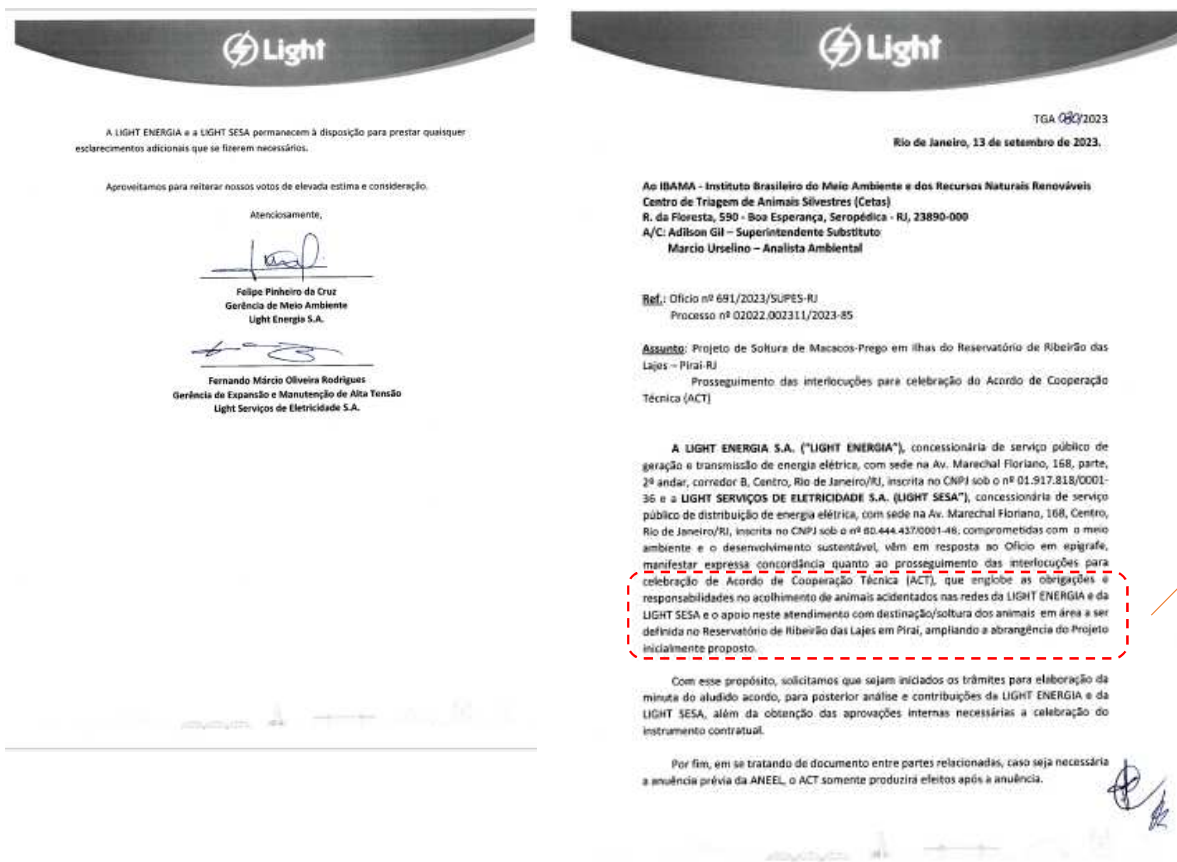 Light
A LIGHT ENERGIA e a LIGHT SESA permanecem à disposição para prestar quaisquer
esclarecimentos adicionais que se fizerem necessários.
Aproveitamos para reiterar nossos votos de elevada estima e consideração.
Atenciosamente,
Felipe Pinheiro da Cruz
Gerência de Meio Ambiente
Light Energia S.A.
Fernando Márcio Oliveira Rodrigues
Gerência de Expansão e Manutenção de Alta Tensão
Light Serviços de Eletricidade S.A.
Light
TGA /2023
Rio de Janeiro, 13 de setembro de 2023.
Ao IBAMA - Instituto Brasileiro do Meio Ambiente e dos Recursos Naturais Renováveis
Centro de Triagem de Animais Silvestres (Cetas)
R. da Floresta, 590 - Boa Esperança, Seropédica - RJ, 23890-000
A/C: Adilson Gil – Superintendente Substituto
Marcio Urselino – Analista Ambiental
Ref.: Ofício nº 691/2023/SUPES-RJ
Processo nº 02022.002311/2023-85
Assunto: Projeto de Soltura de Macacos-Prego em Ilhas do Reservatório de Ribeirão das
Lajes – Piraí-RJ
Prosseguimento das interlocuções para celebração do Acordo de Cooperação
Técnica (ACT)
A LIGHT ENERGIA S.A. ("LIGHT ENERGIA"), concessionária de serviço público de
geração e transmissão de energia elétrica, com sede na Av. Marechal Floriano, 168, parte,
2º andar, corredor B, Centro, Rio de Janeiro/RJ, inscrita no CNPJ sob o nº 01.917.818/0001-
36 e a LIGHT SERVIÇOS DE ELETRICIDADE S.A. (LIGHT SESA"), concessionária de serviço
público de distribuição de energia elétrica, com sede na Av. Marechal Floriano, 168, Centro,
Rio de Janeiro/RJ, inscrita no CNPJ sob o nº 60.444.437/0001-46, comprometidas com o meio
ambiente e o desenvolvimento sustentável, vêm em resposta ao Ofício em epígrafe,
manifestar expressa concordância quanto ao prosseguimento das interlocuções para
celebração de Acordo de Cooperação Técnica (ACT), que englobe as obrigações e
responsabilidades no acolhimento de animais acidentados nas redes da LIGHT ENERGIA e da
LIGHT SESA e o apoio neste atendimento com destinação/soltura dos animais em área a ser
definida no Reservatório de Ribeirão das Lajes em Piraí, ampliando a abrangência do Projeto
inicialmente proposto.
Com esse propósito, solicitamos que sejam iniciados os trâmites para elaboração da
minuta do aludido acordo, para posterior análise e contribuições da LIGHT ENERGIA e da
LIGHT SESA, além da obtenção das aprovações internas necessárias a celebração do
instrumento contratual.
Por fim, em se tratando de documento entre partes relacionadas, caso seja necessária
a anuência prévia da ANEEL, o ACT somente produzirá efeitos após a anuência.